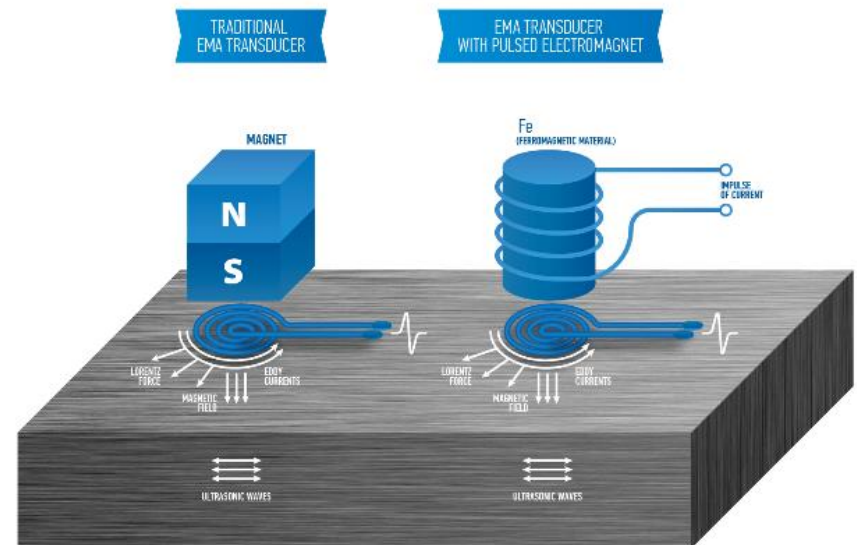 TRADITIONAL
EMA TRANSDUCER
EMA TRANSDUCER
WITH PULSED ELECTROMAGNET
MAGNET
N
S
Fe
(FERROMAGNETIC MATERIAL)
IMPULSE
OF CURRENT
LORENTZ
FORCE
MAGNETIC
FIELD
EDDY
CURRENTS
LORENTZ
FORCE
MAGNETIC
FIELD
EDDY
CURRENTS
ULTRASONIC WAVES
ULTRASONIC WAVES